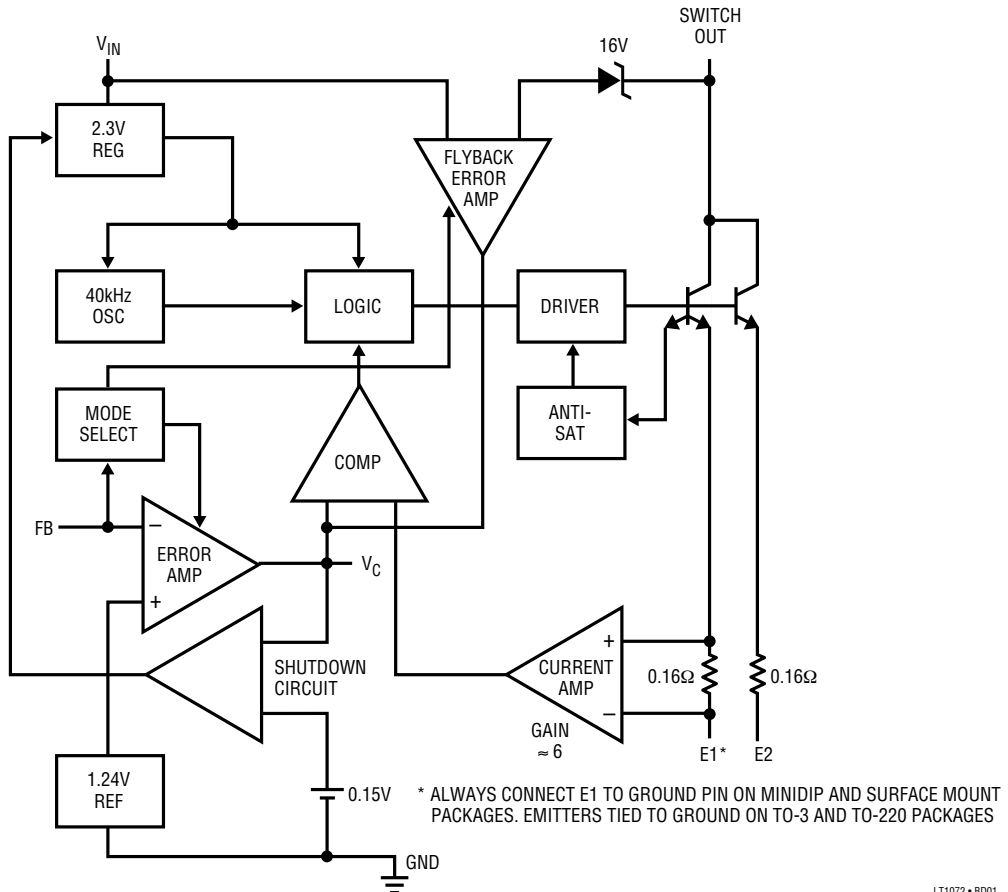 SWITCH
OUT
16V
VIN
2.3V
REG
FLYBACK
ERROR
AMP
40kHz
OSC
LOGIC
DRIVER
MODE
SELECT
ANTI-
SAT
COMP
FB
−
ERROR
AMP
+
VC
SHUTDOWN
CIRCUIT
+
CURRENT
AMP
−
GAIN
≈ 6
0.16Ω
0.16Ω
E1*
E2
1.24V
REF
0.15V
* ALWAYS CONNECT E1 TO GROUND PIN ON MINIDIP AND SURFACE MOUNT
PACKAGES. EMITTERS TIED TO GROUND ON TO-3 AND TO-220 PACKAGES
GND
LT1072 • BD01